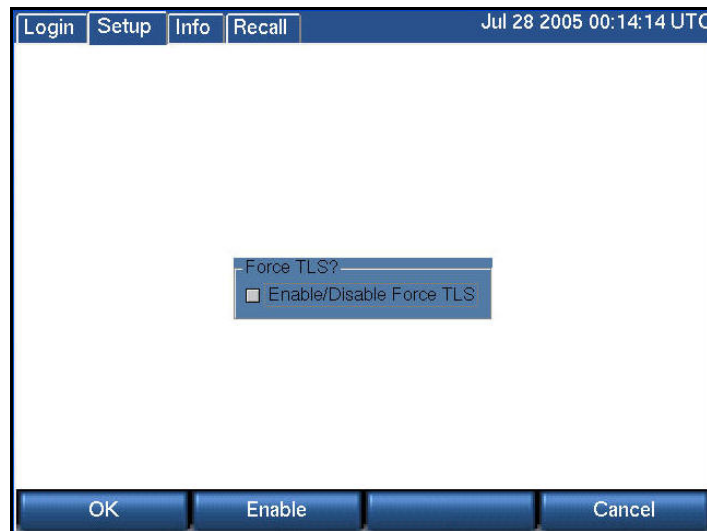 Login Setup Info Recall Jul 28 2005 00:14:14 UTC
Force TLS?
Enable/Disable Force TLS
OK Enable Cancel